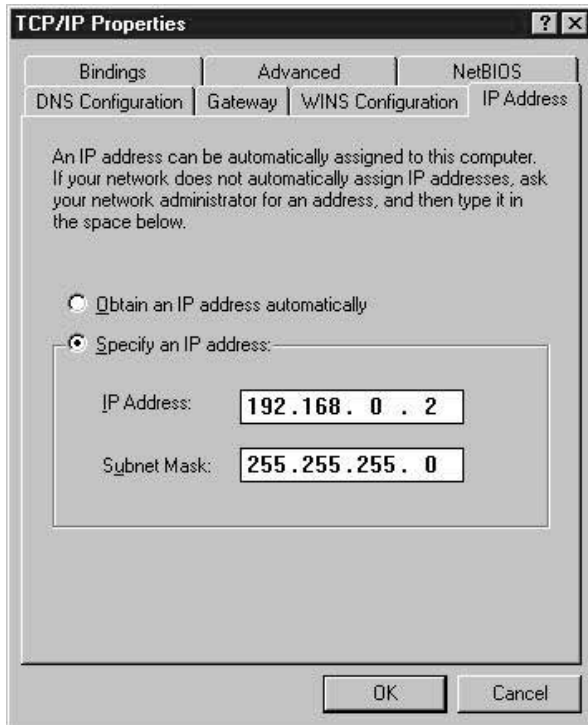 TCP/IP Properties
Bindings Advanced NetBIOS
DNS Configuration Gateway WINS Configuration IP Address
An IP address can be automatically assigned to this computer.
If your network does not automatically assign IP addresses, ask
your network administrator for an address, and then type it in
the space below.
Obtain an IP address automatically
Specify an IP address:
IP Address: 192.168. 0 . 2
Subnet Mask: 255.255.255. 0
OK Cancel